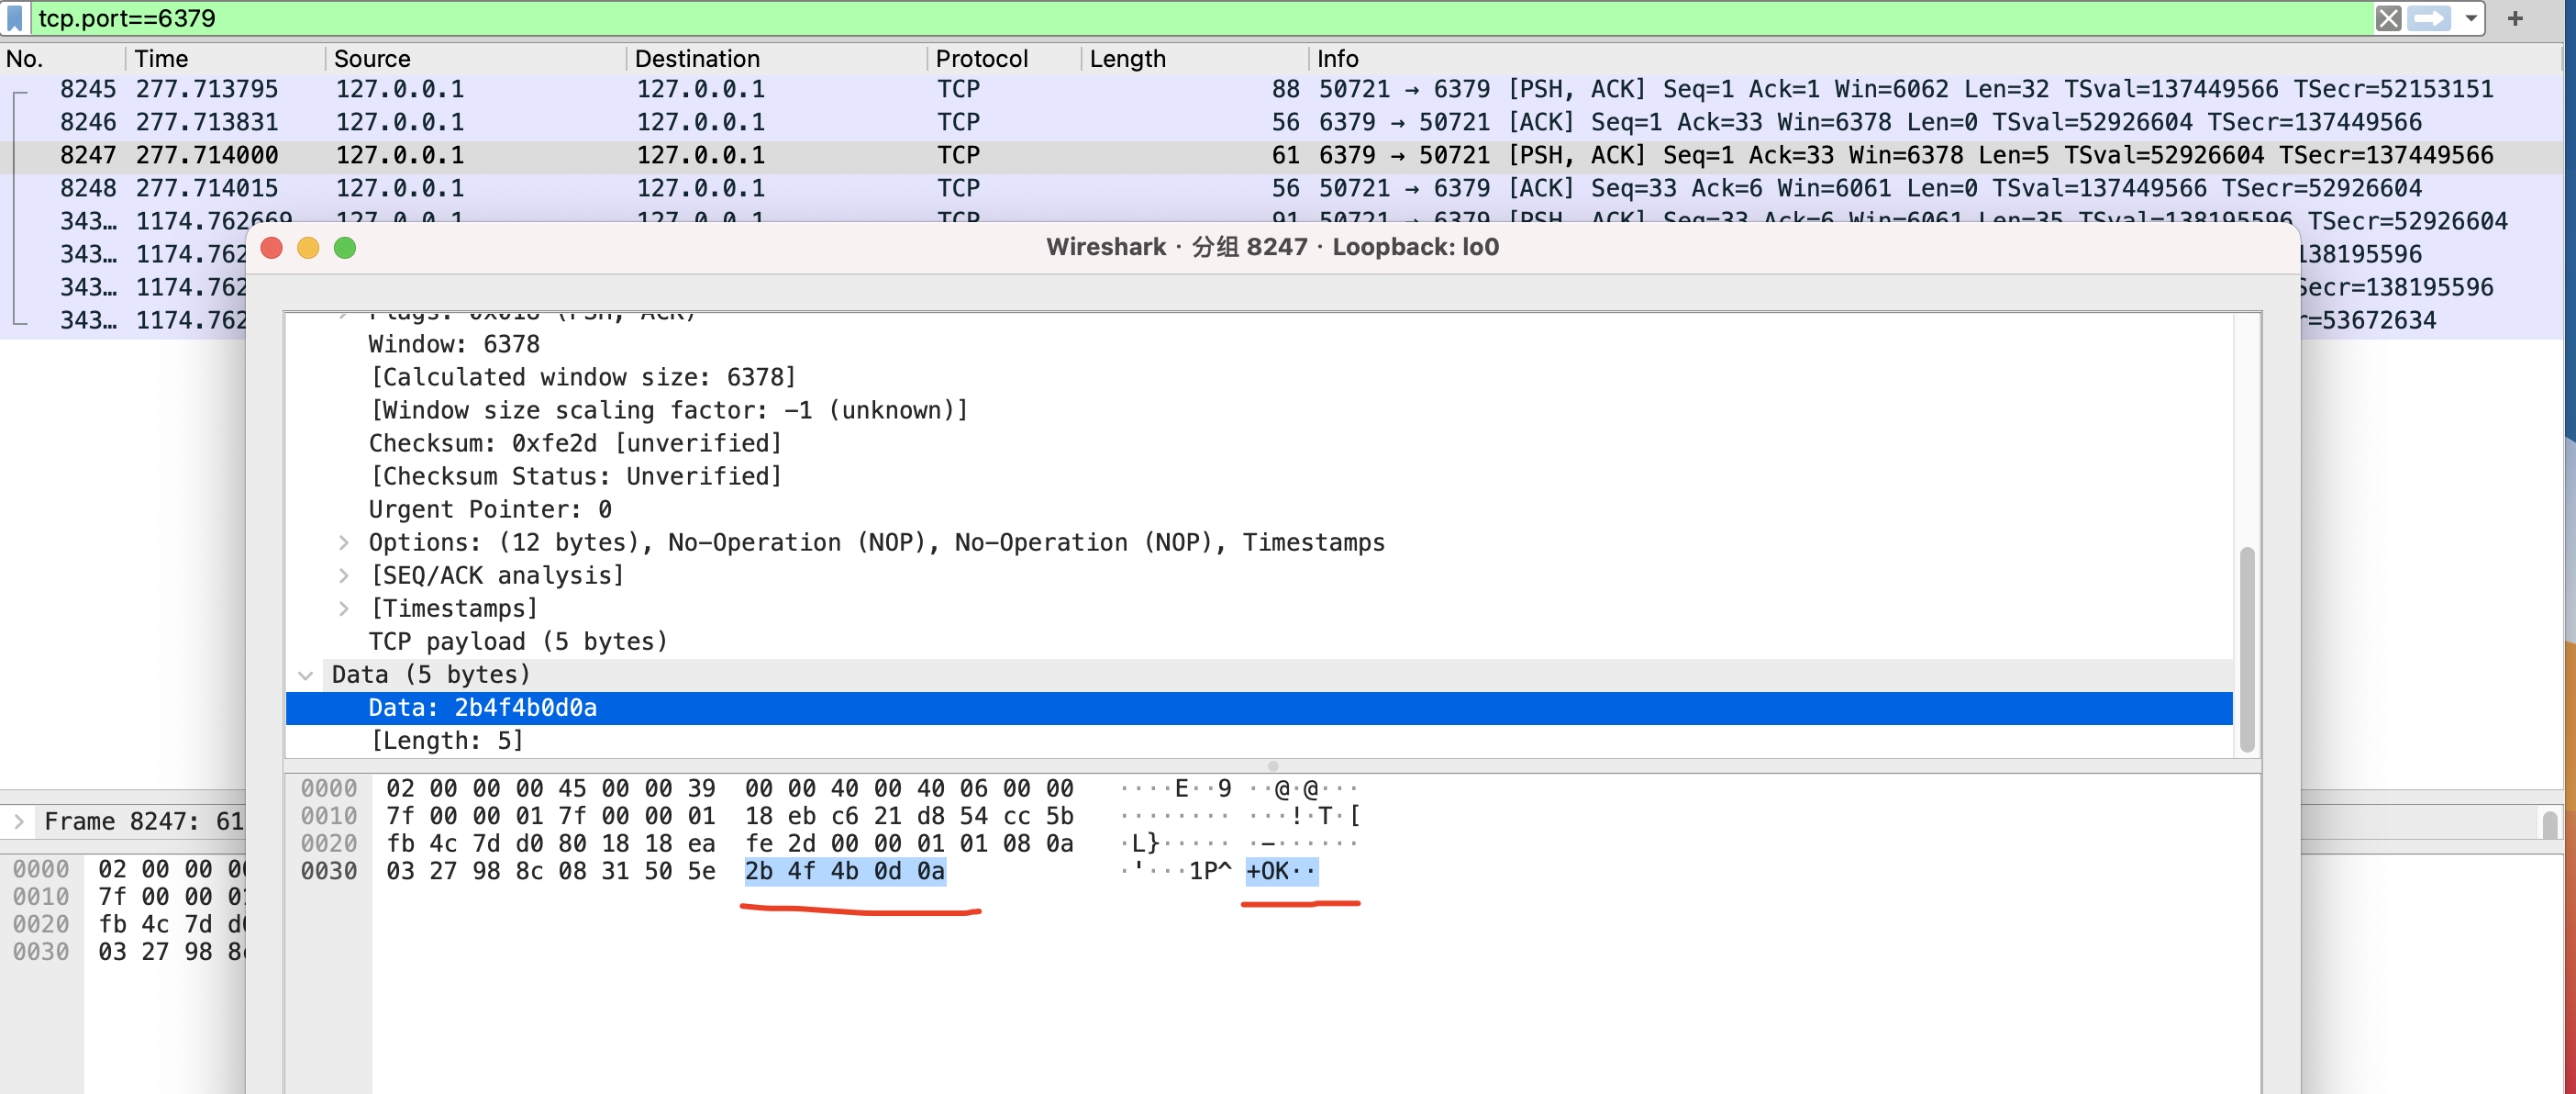 tcp.port==6379
No. Time Source Destination Protocol Length Info
8245 277.713795 127.0.0.1 127.0.0.1 TCP 88 50721 → 6379 [PSH, ACK] Seq=1 Ack=1 Win=6062 Len=32 TSval=137449566 TSecr=52153151
8246 277.713831 127.0.0.1 127.0.0.1 TCP 56 6379 → 50721 [ACK] Seq=1 Ack=33 Win=6378 Len=0 TSval=52926604 TSecr=137449566
8247 277.714000 127.0.0.1 127.0.0.1 TCP 61 6379 → 50721 [PSH, ACK] Seq=1 Ack=33 Win=6378 Len=5 TSval=52926604 TSecr=137449566
8248 277.714015 127.0.0.1 127.0.0.1 TCP 56 50721 → 6379 [ACK] Seq=33 Ack=6 Win=6061 Len=0 TSval=137449566 TSecr=52926604
343… 1174.762669 127.0.0.1 127.0.0.1 TCP 91 50721 → 6379 [PSH, ACK] Seq=33 Ack=6 Win=6061 Len=35 TSval=138195596 TSecr=52926604
343… 1174.762 138195596
343… 1174.762 Secr=138195596
343… 1174.762 r=53672634
Wireshark · 分组 8247 · Loopback: lo0
Flags: 0x018 (PSH, ACK)
Window: 6378
[Calculated window size: 6378]
[Window size scaling factor: -1 (unknown)]
Checksum: 0xfe2d [unverified]
[Checksum Status: Unverified]
Urgent Pointer: 0
Options: (12 bytes), No-Operation (NOP), No-Operation (NOP), Timestamps
[SEQ/ACK analysis]
[Timestamps]
TCP payload (5 bytes)
Data (5 bytes)
Data: 2b4f4b0d0a
[Length: 5]
0000 02 00 00 00 45 00 00 39 00 00 40 00 40 06 00 00 ····E··9 ··@·@···
0010 7f 00 00 01 7f 00 00 01 18 eb c6 21 d8 54 cc 5b ········ ···!·T·[
0020 fb 4c 7d d0 80 18 18 ea fe 2d 00 00 01 01 08 0a ·L}····· ·-······
0030 03 27 98 8c 08 31 50 5e 2b 4f 4b 0d 0a ·'···1P^ +OK··
Frame 8247: 61
0000 02 00 00 00
0010 7f 00 00 01
0020 fb 4c 7d d0
0030 03 27 98 8c